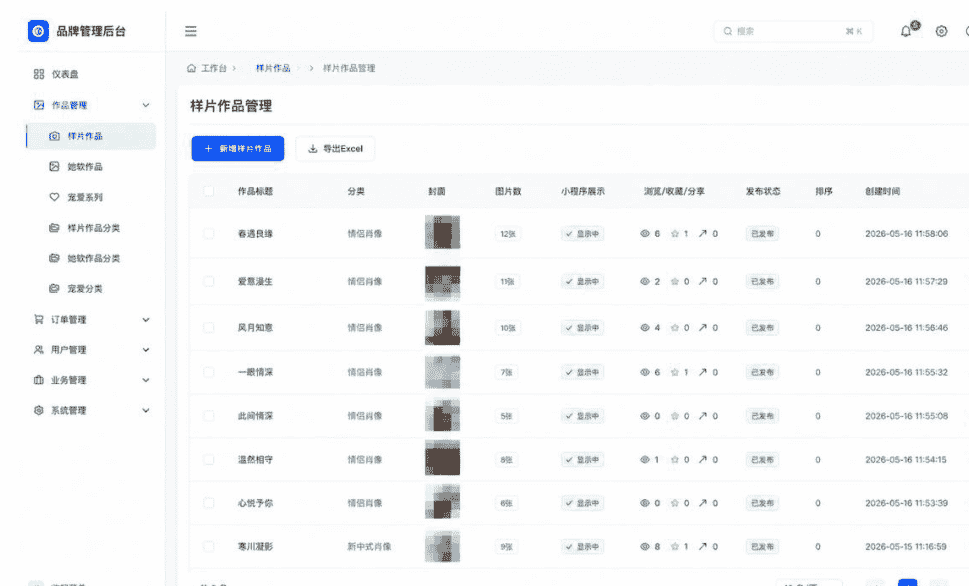 品牌管理后台
搜索 ⌘ K
仪表盘
作品管理
样片作品
她软作品
宠爱系列
样片作品分类
她软作品分类
宠爱分类
订单管理
用户管理
业务管理
系统管理
工作台 > 样片作品 > 样片作品管理
样片作品管理
+ 新增样片作品 导出Excel
作品标题 分类 封面 图片数 小程序展示 浏览/收藏/分享 发布状态 排序 创建时间
春遇良缘 情侣肖像 12张 ✓ 显示中 6 1 0 已发布 0 2026-05-16 11:58:06
爱意漫生 情侣肖像 11张 ✓ 显示中 2 0 0 已发布 0 2026-05-16 11:57:29
风月知意 情侣肖像 10张 ✓ 显示中 4 0 0 已发布 0 2026-05-16 11:56:46
一眼情深 情侣肖像 7张 ✓ 显示中 6 1 0 已发布 0 2026-05-16 11:55:32
此间情深 情侣肖像 5张 ✓ 显示中 0 0 0 已发布 0 2026-05-16 11:55:08
温然相守 情侣肖像 8张 ✓ 显示中 1 0 0 已发布 0 2026-05-16 11:54:15
心悦予你 情侣肖像 6张 ✓ 显示中 0 0 0 已发布 0 2026-05-16 11:53:39
寒川凝影 新中式肖像 9张 ✓ 显示中 8 1 0 已发布 0 2026-05-15 11:16:59